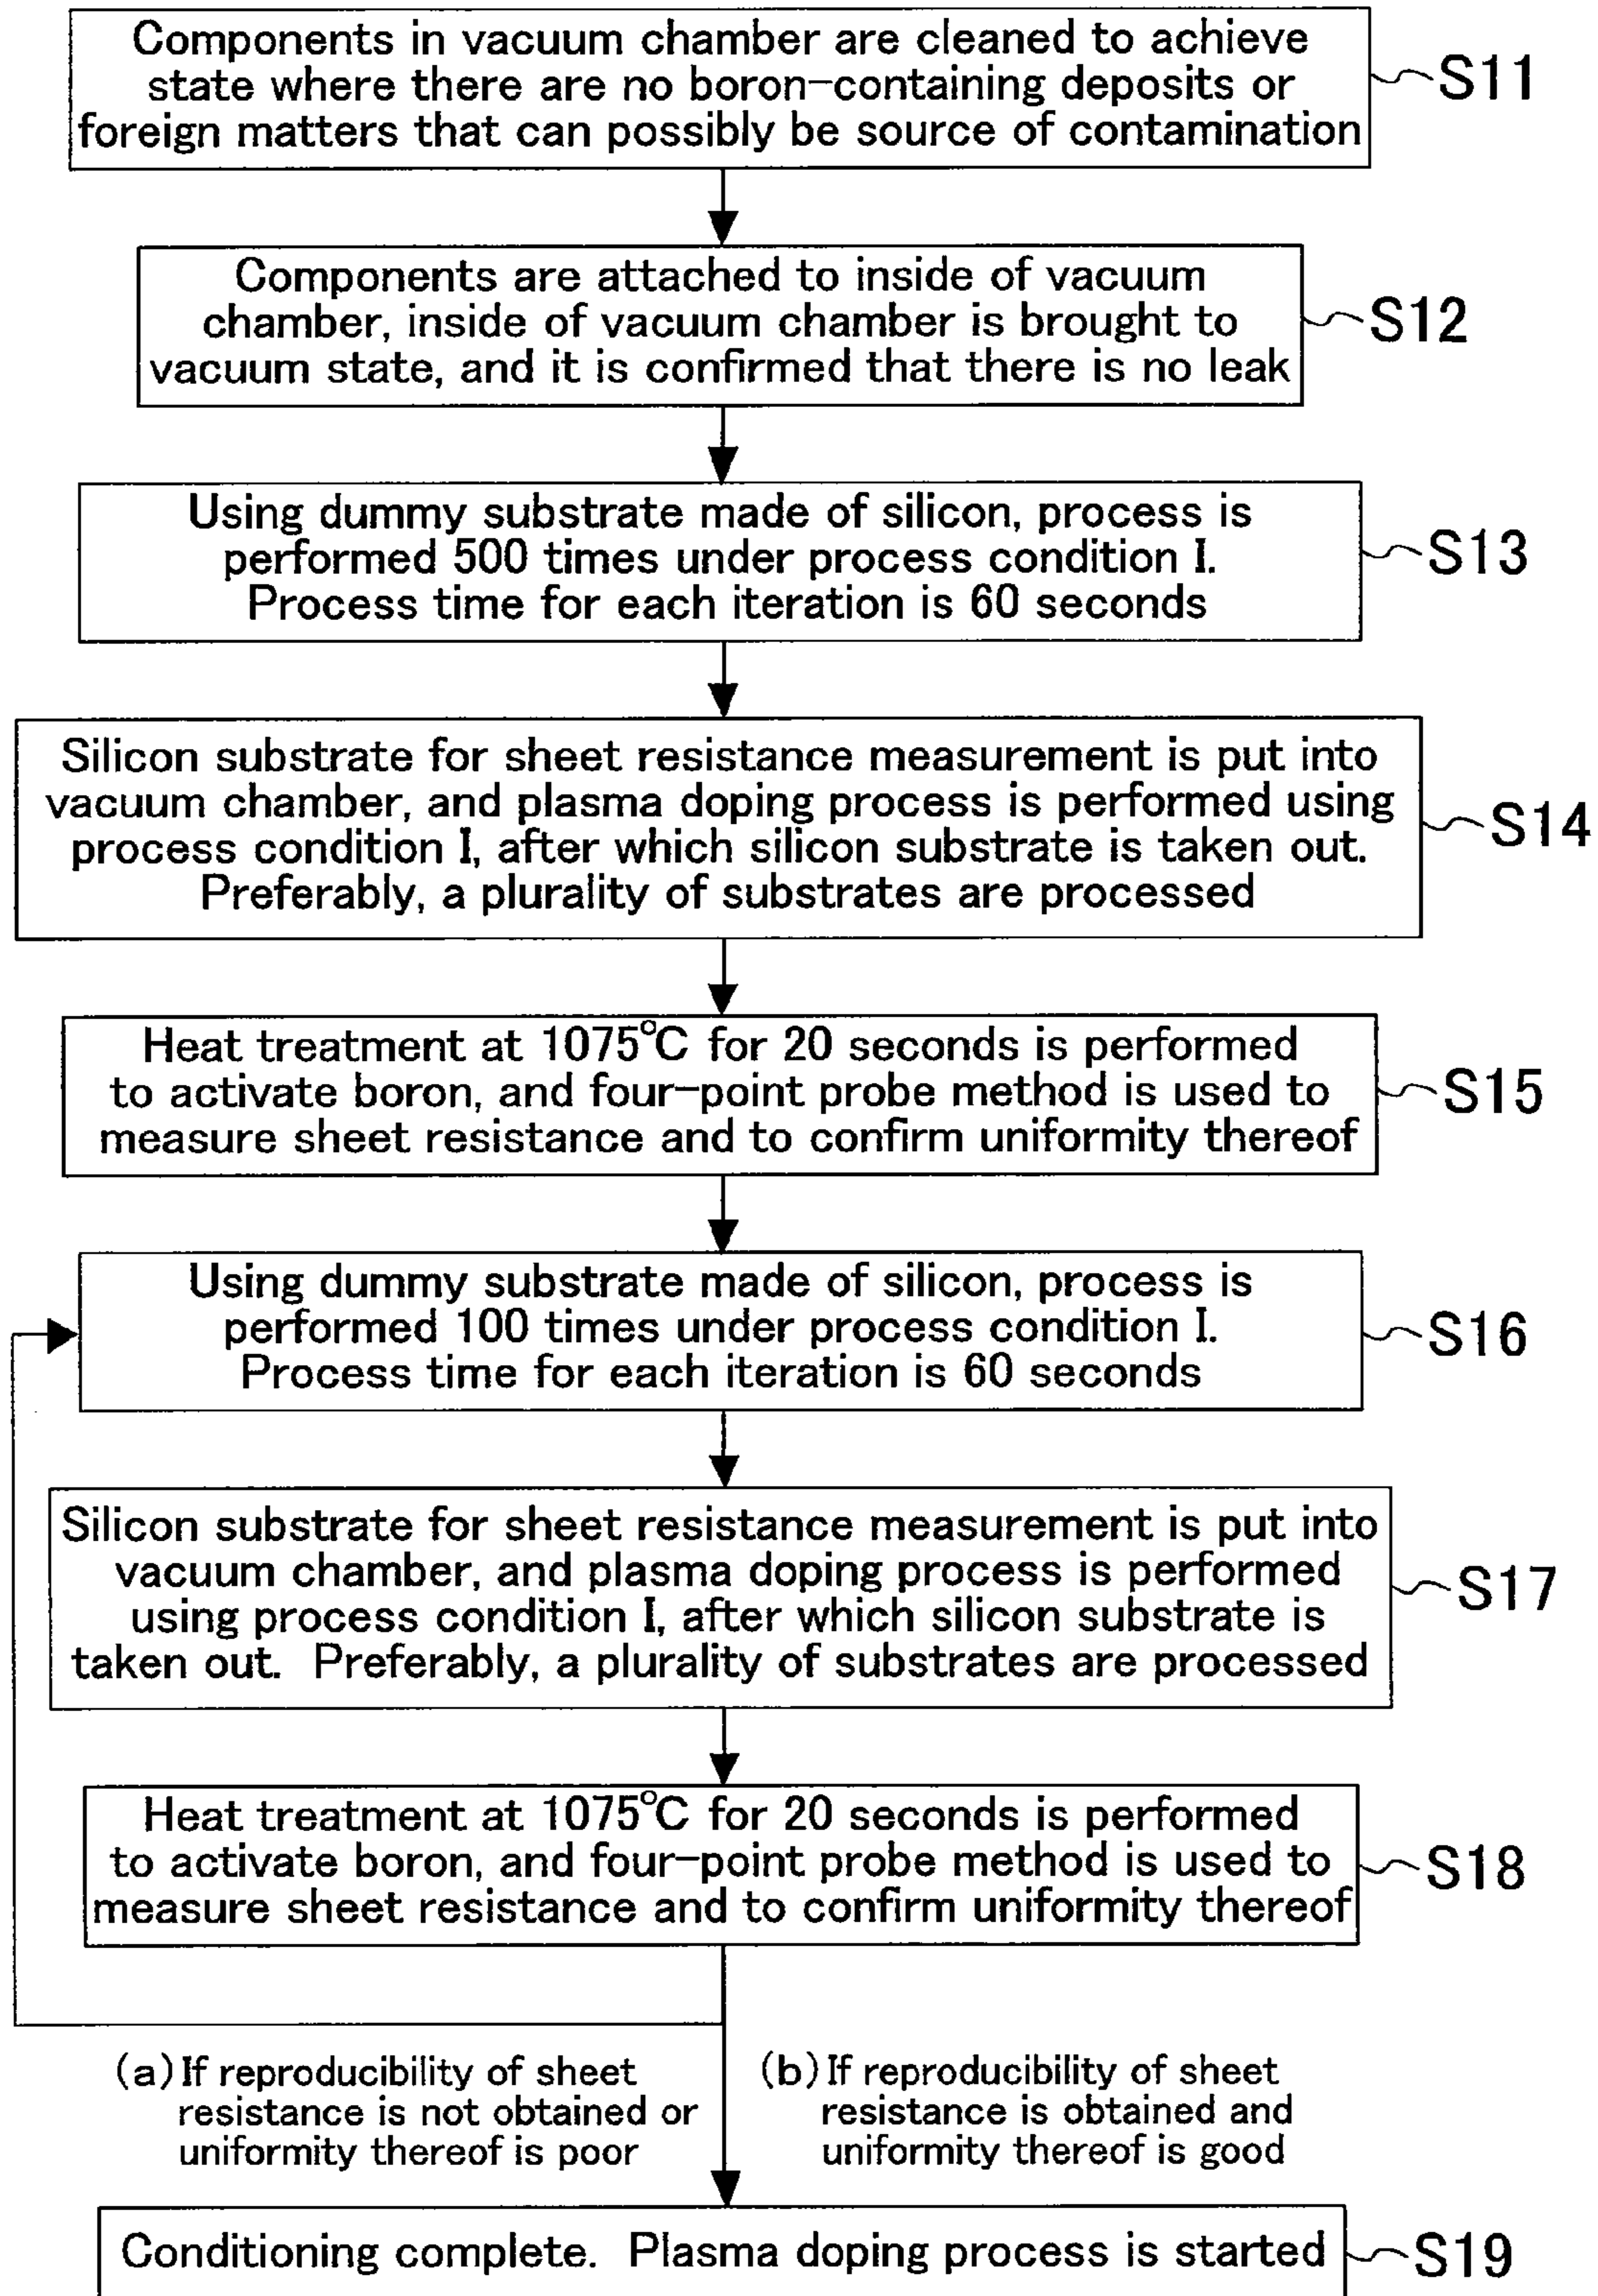 Components in vacuum chamber are cleaned to achieve
state where there are no boron-containing deposits or
foreign matters that can possibly be source of contamination
S11
Components are attached to inside of vacuum
chamber, inside of vacuum chamber is brought to
vacuum state, and it is confirmed that there is no leak
S12
Using dummy substrate made of silicon, process is
performed 500 times under process condition I.
Process time for each iteration is 60 seconds
S13
Silicon substrate for sheet resistance measurement is put into
vacuum chamber, and plasma doping process is performed using
process condition I, after which silicon substrate is taken out.
Preferably, a plurality of substrates are processed
S14
Heat treatment at 1075°C for 20 seconds is performed
to activate boron, and four-point probe method is used to
measure sheet resistance and to confirm uniformity thereof
S15
Using dummy substrate made of silicon, process is
performed 100 times under process condition I.
Process time for each iteration is 60 seconds
S16
Silicon substrate for sheet resistance measurement is put into
vacuum chamber, and plasma doping process is performed
using process condition I, after which silicon substrate is
taken out. Preferably, a plurality of substrates are processed
S17
Heat treatment at 1075°C for 20 seconds is performed
to activate boron, and four-point probe method is used to
measure sheet resistance and to confirm uniformity thereof
S18
(a) If reproducibility of sheet
resistance is not obtained or
uniformity thereof is poor
(b) If reproducibility of sheet
resistance is obtained and
uniformity thereof is good
Conditioning complete. Plasma doping process is started
S19